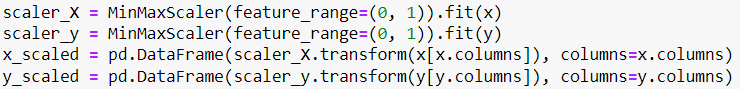 scaler_X = MinMaxScaler(feature_range=(0, 1)).fit(x)
scaler_y = MinMaxScaler(feature_range=(0, 1)).fit(y)
x_scaled = pd.DataFrame(scaler_X.transform(x[x.columns]), columns=x.columns)
y_scaled = pd.DataFrame(scaler_y.transform(y[y.columns]), columns=y.columns)